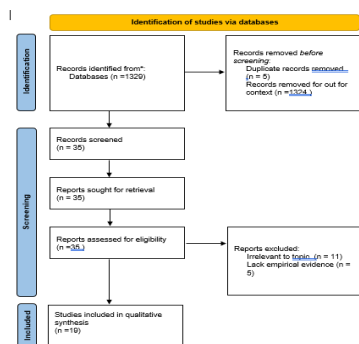 Identification of studies via databases
Identification
Records identified from*:
Databases (n =1329)
Records removed before
screening:
Duplicate records removed
(n = 5)
Records removed for out for
context (n =1324 )
Screening
Records screened
(n = 35)
Reports sought for retrieval
(n = 35)
Reports assessed for eligibility
(n =35 )
Reports excluded:
Irrelevant to topic (n = 11)
Lack empirical evidence (n =
5)
Included
Studies included in qualitative
synthesis
(n =19)